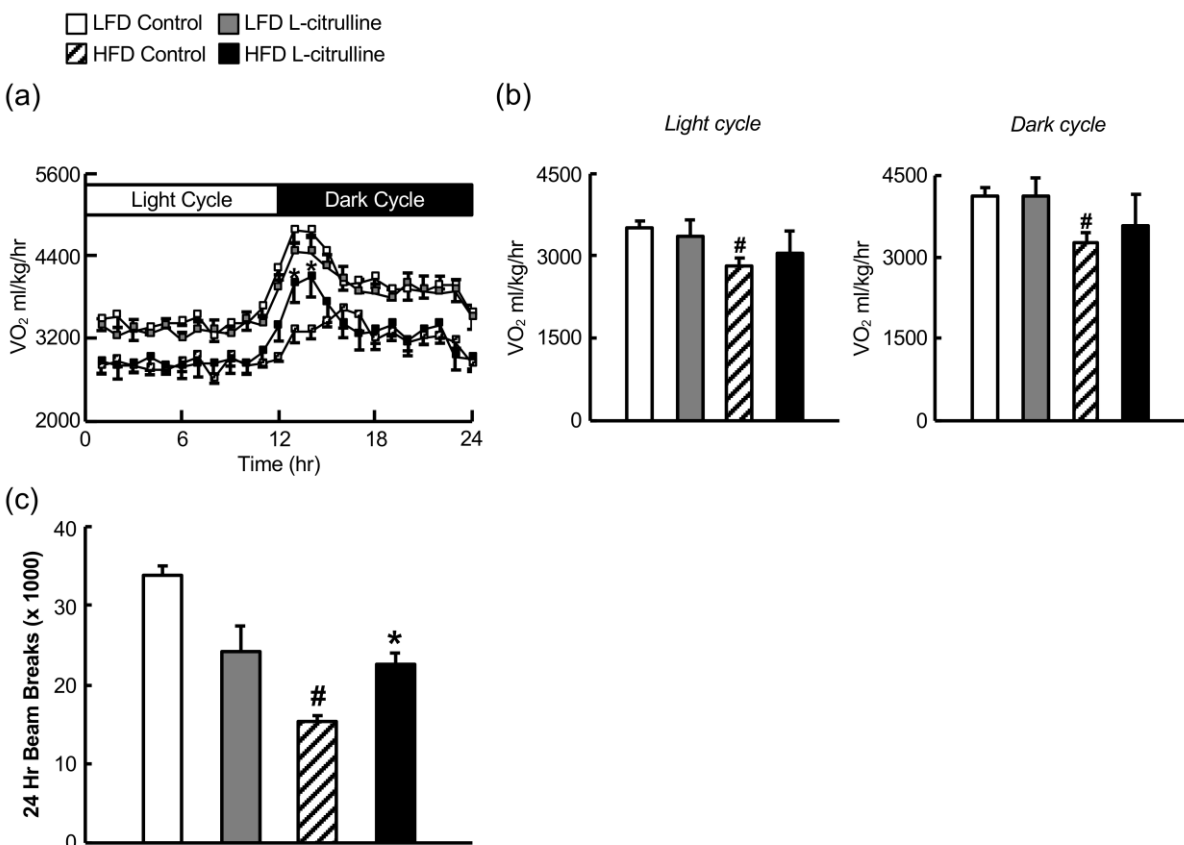 LFD Control LFD L-citrulline
HFD Control HFD L-citrulline
(a)
5600
4400
3200
2000
VO₂ ml/kg/hr
Light Cycle Dark Cycle
* *
0 6 12 18 24
Time (hr)
(b)
Light cycle
4500
3000
1500
0
VO₂ ml/kg/hr
#
Dark cycle
4500
3000
1500
0
VO₂ ml/kg/hr
#
(c)
40
30
20
10
0
24 Hr Beam Breaks (x 1000)
#
*